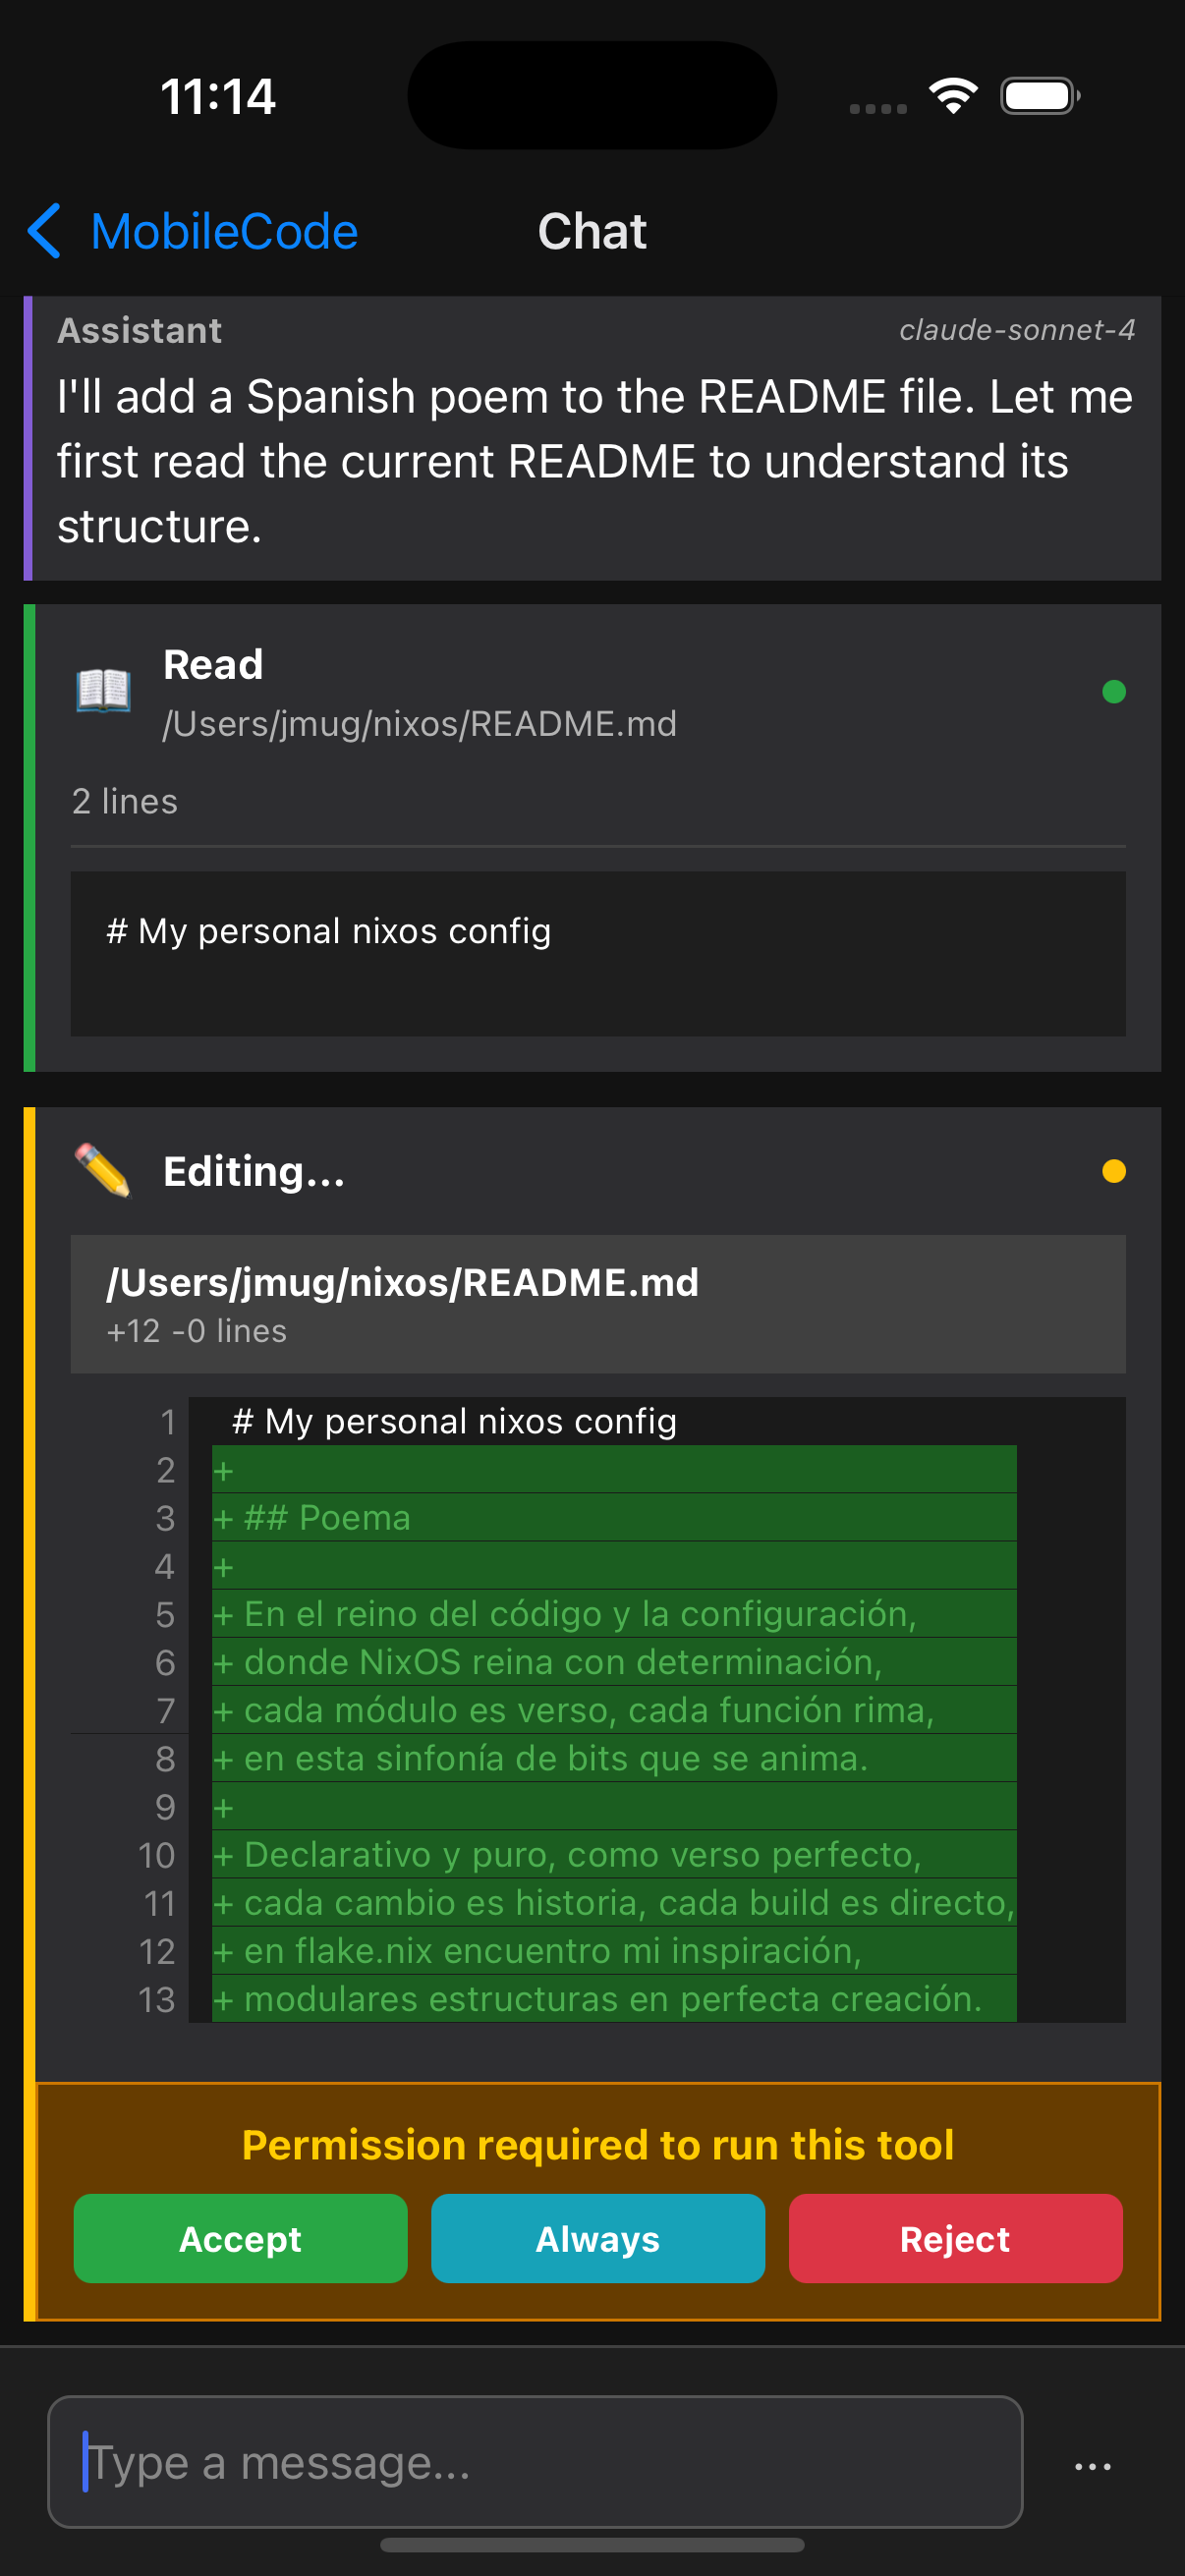 11:14
MobileCode
Chat
Assistant
claude-sonnet-4
I'll add a Spanish poem to the README file. Let me
first read the current README to understand its
structure.
Read
/Users/jmug/nixos/README.md
2 lines
# My personal nixos config
Editing...
/Users/jmug/nixos/README.md
+12 -0 lines
1 # My personal nixos config
2 +
3 + ## Poema
4 +
5 + En el reino del código y la configuración,
6 + donde NixOS reina con determinación,
7 + cada módulo es verso, cada función rima,
8 + en esta sinfonía de bits que se anima.
9 +
10 + Declarativo y puro, como verso perfecto,
11 + cada cambio es historia, cada build es directo,
12 + en flake.nix encuentro mi inspiración,
13 + modulares estructuras en perfecta creación.
Permission required to run this tool
Accept
Always
Reject
Type a message...
...